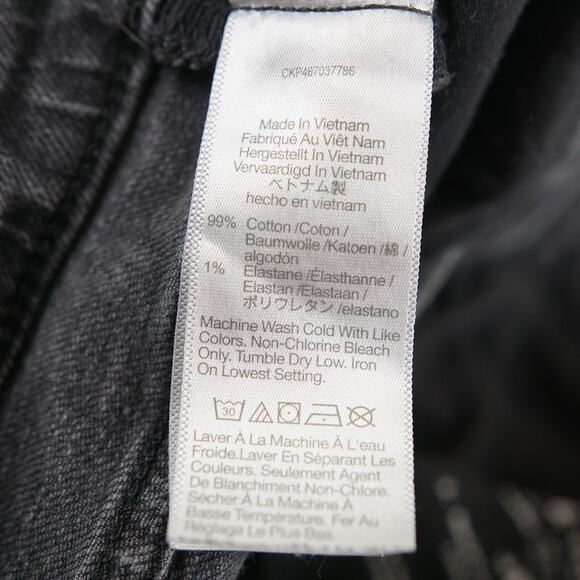 CKP467037786
Made In Vietnam
Fabriqué Au Viêt Nam
Hergestellt In Vietnam
Vervaardigd In Vietnam
ベトナム製
hecho en vietnam
99% Cotton /Coton /
Baumwolle /Katoen /綿 /
algodón
1% Elastane /Élasthanne /
Elastan /Elastaan /
ポリウレタン /elastano
Machine Wash Cold With Like
Colors. Non-Chlorine Bleach
Only. Tumble Dry Low. Iron
On Lowest Setting.
30
Laver À La Machine À L'eau
Froide.Laver En Séparant Les
Couleurs. Seulement Agent
De Blanchiment Non-Chlore.
Sécher À La Machine À
Basse Température. Fer Au
Réglage Le Plus Bas.